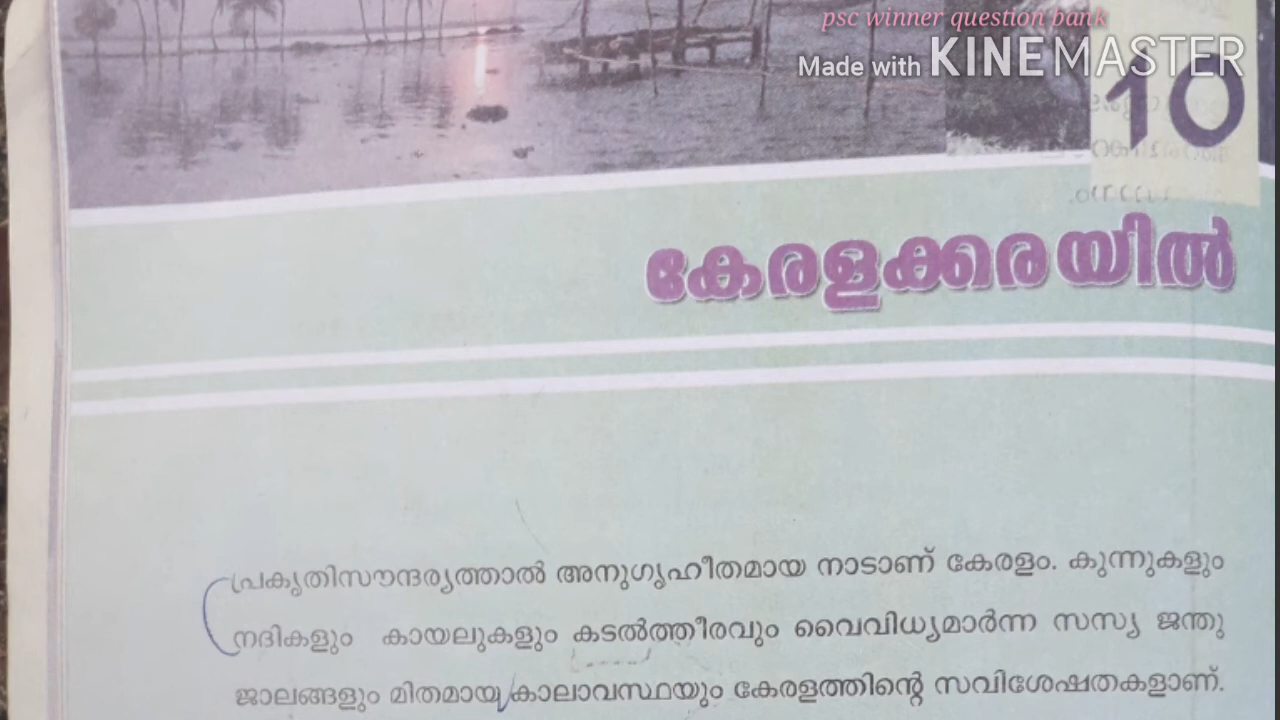 psc winner question bank
Made with KINEMASTER
10
കേരളക്കരയിൽ
പ്രകൃതിസൗന്ദര്യത്താൽ അനുഗൃഹീതമായ നാടാണ് കേരളം. കുന്നുകളും
നദികളും കായലുകളും കടൽത്തീരവും വൈവിധ്യമാർന്ന സസ്യ ജന്തു
ജാലങ്ങളും മിതമായ കാലാവസ്ഥയും കേരളത്തിന്റെ സവിശേഷതകളാണ്.